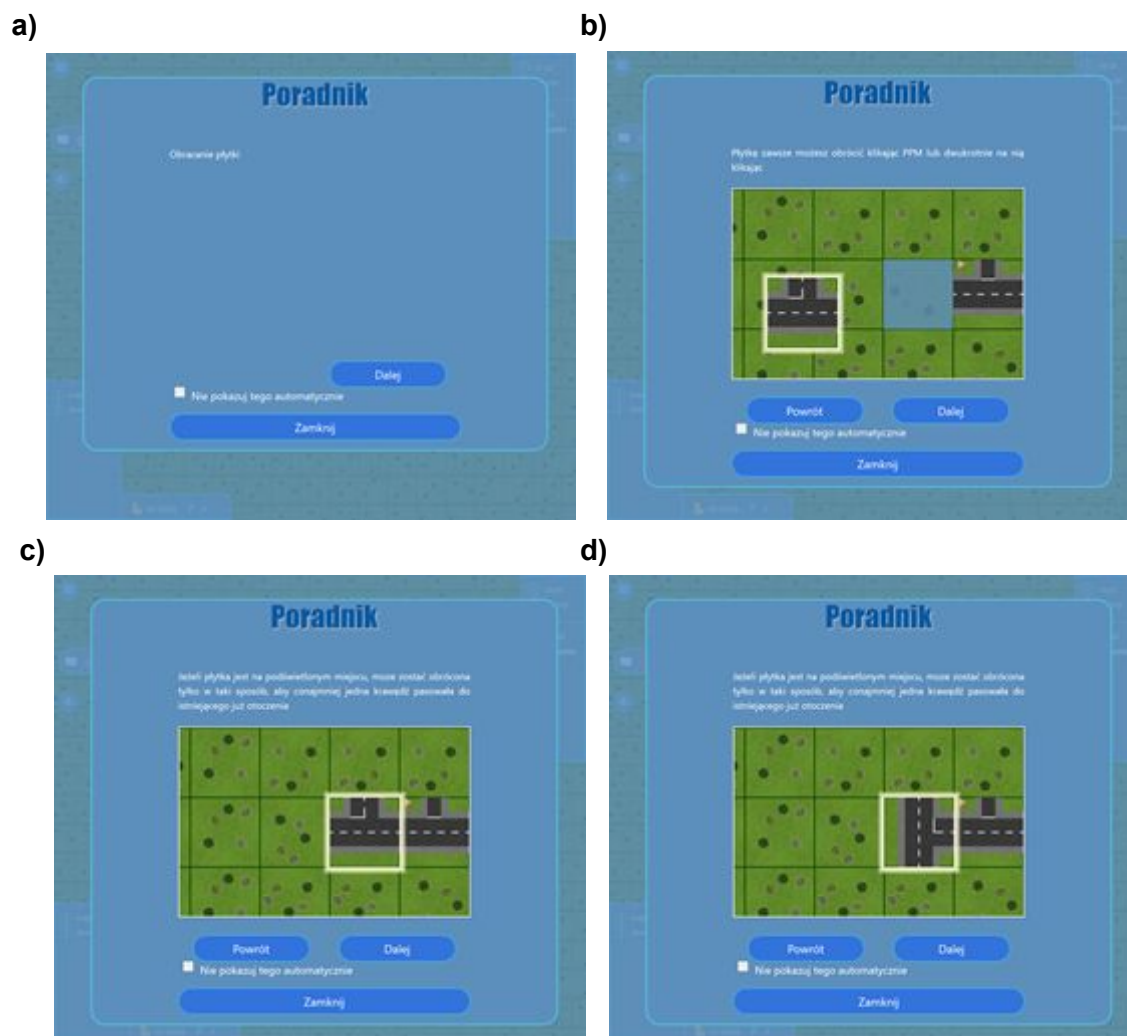 a)
Poradnik
Obracanie płytki
Dalej
Nie pokazuj tego automatycznie
Zamknij
b)
Poradnik
Płytkę zawsze możesz obrócić klikając PPM lub dwukrotnie na nią
klikając
Powrót
Dalej
Nie pokazuj tego automatycznie
Zamknij
c)
Poradnik
Jeżeli płytka jest na podświetlonym miejscu, może zostać obrócona
tylko w taki sposób, aby conajmniej jedna krawędź pasowała do
istniejącego już otoczenia
Powrót
Dalej
Nie pokazuj tego automatycznie
Zamknij
d)
Poradnik
Jeżeli płytka jest na podświetlonym miejscu, może zostać obrócona
tylko w taki sposób, aby conajmniej jedna krawędź pasowała do
istniejącego już otoczenia
Powrót
Dalej
Nie pokazuj tego automatycznie
Zamknij